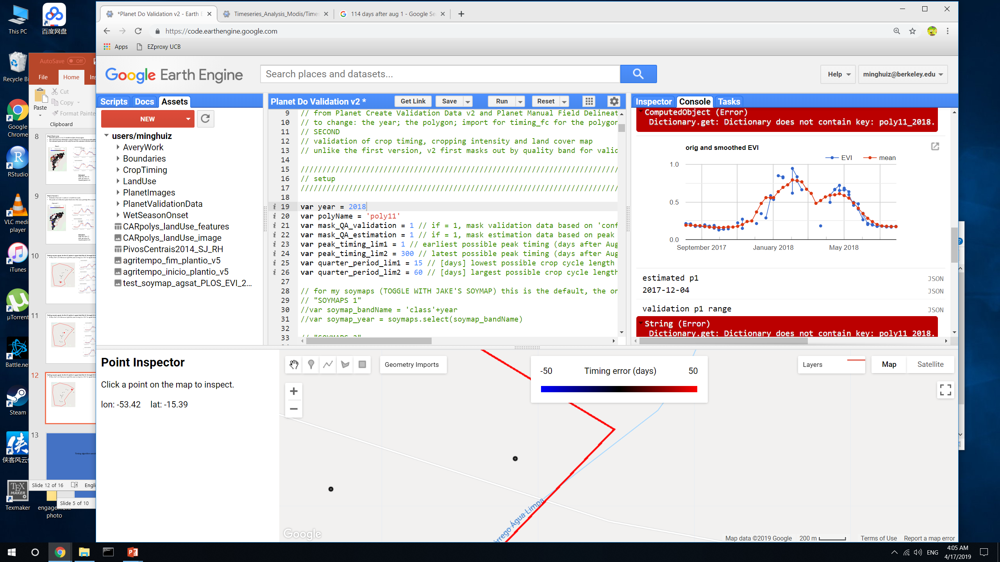 This PC
百度网盘
Recycle Bi
Google
Chrome
RStudio
VLC medi
player
iTunes
µTorrent
Battle.ne
Steam
侠客风云
Texmaker
engagement
photo
AutoSave Off
File Home Ins
Paste
Cut
Copy
Format Painte
Clipboard
8
9
10
11
12
13
Slide 12 of 16 Engli
Slide 5 of 10
*Planet Do Validation v2 - Earth E
Timeseries_Analysis_Modis/Times
114 days after aug 1 - Google Se
https://code.earthengine.google.com
Apps
EZproxy UCB
Google Earth Engine
Search places and datasets...
Help
minghuiz@berkeley.edu
Scripts Docs Assets
NEW
users/minghuiz
AveryWork
Boundaries
CropTiming
LandUse
PlanetImages
PlanetValidationData
WetSeasonOnset
CARpolys_landUse_features
CARpolys_landUse_image
PivosCentrais2014_SJ_RH
agritempo_fim_plantio_v5
agritempo_inicio_plantio_v5
test_soymap_agsat_PLOS_EVI_2...
Planet Do Validation v2 *
Get Link Save Run Reset
9 // from Planet Create Validation Data v2 and Planet Manual Field Delineat
10 // to change: the year; the polygon; import for timing_fc for the polygon
11 // SECOND
12 // validation of crop timing, cropping intensity and land cover map
13 // unlike the first version, v2 first masks out by quality band for valid
14
15 /////////////////////////////////////////////////////////////////////////
16 // setup
17 /////////////////////////////////////////////////////////////////////////
18
19 var year = 2018
20 var polyName = 'poly11'
21 var mask_QA_validation = 1 // if = 1, mask validation data based on 'conf
22 var mask_QA_estimation = 1 // if = 1, mask estimation data based on peak
23 var peak_timing_lim1 = 1 // earliest possible peak timing (days after Aug
24 var peak_timing_lim2 = 300 // latest possible peak timing (days after Aug
25 var quarter_period_lim1 = 15 // [days] lowest possible crop cycle length
26 var quarter_period_lim2 = 60 // [days] largest possible crop cycle length
27
28 // for my soymaps (TOGGLE WITH JAKE'S SOYMAP) this is the default, the or
29 // "SOYMAPS 1"
30 //var soymap_bandName = 'class'+year
31 //var soymap_year = soymaps.select(soymap_bandName)
32
33 // "SOYMAPS 2"
Inspector Console Tasks
ComputedObject (Error)
Dictionary.get: Dictionary does not contain key: poly11_2018.
orig and smoothed EVI
EVI mean
1.0
0.5
0.0
September 2017 January 2018 May 2018
estimated p1 JSON
2017-12-04 JSON
validation p1 range JSON
String (Error)
Dictionary.get: Dictionary does not contain key: poly11_2018.
Point Inspector
Click a point on the map to inspect.
lon: -53.42 lat: -15.39
Geometry Imports
-50 Timing error (days) 50
Layers
Map Satellite
órrego Água Limpa
Google
Map data ©2019 Google 200 m Terms of Use Report a map error
ENG
4:05 AM
4/17/2019